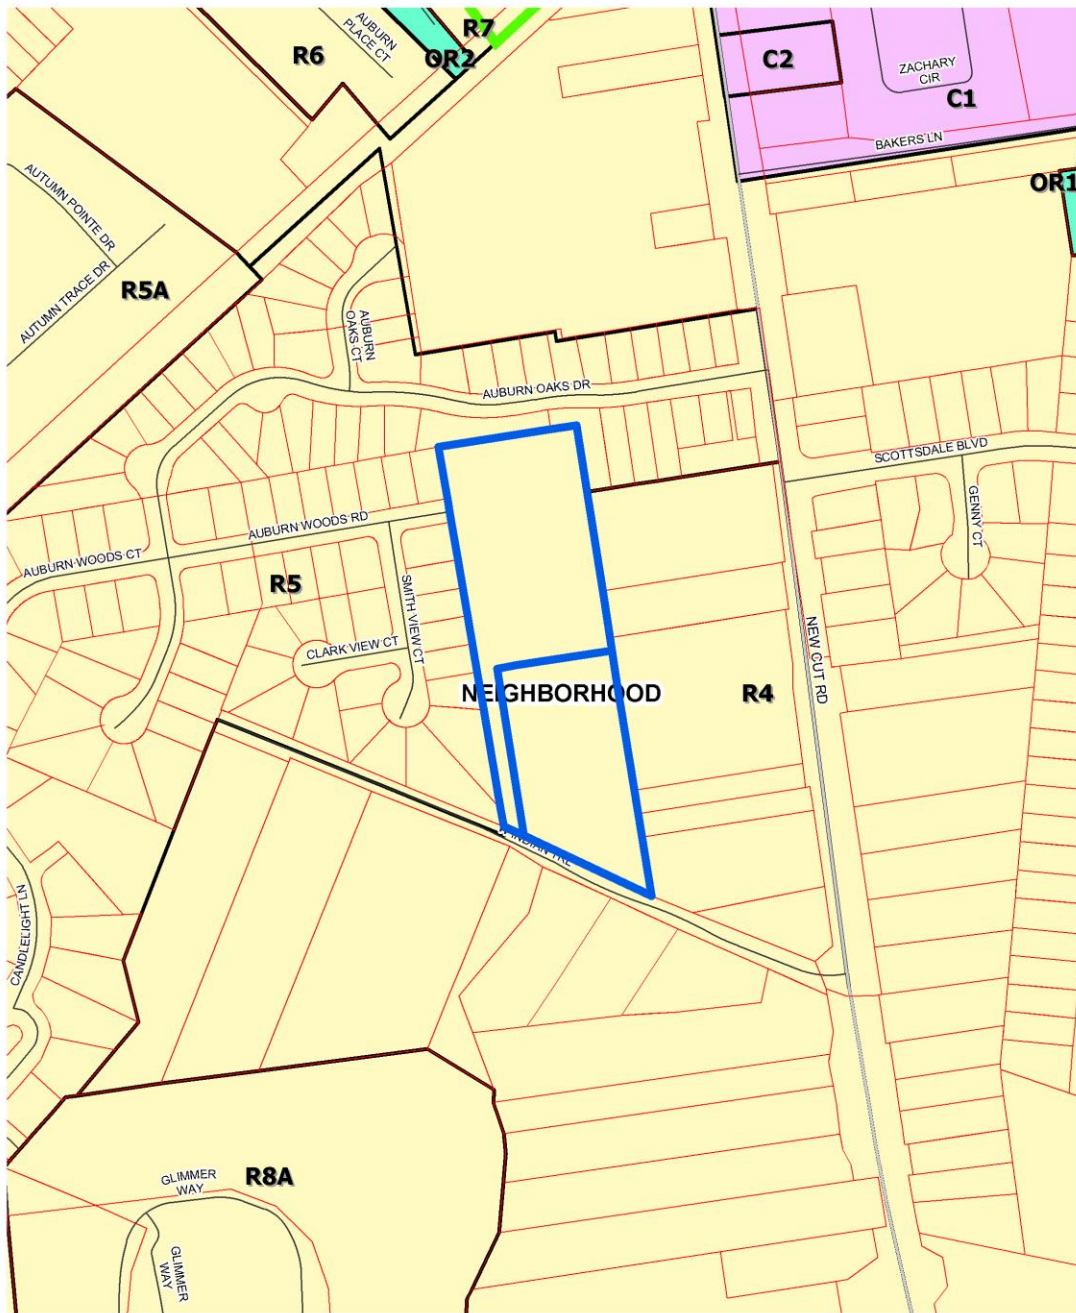 R7
AUBURN
PLACE CT
R6
OR2
C2
ZACHARY
CIR
C1
BAKERS LN
OR1
AUTUMN POINTE DR
AUTUMN TRACE DR
R5A
AUBURN
OAKS CT
AUBURN OAKS DR
SCOTTSDALE BLVD
GENNY CT
AUBURN WOODS RD
AUBURN WOODS CT
R5
SMITH VIEW CT
CLARK VIEW CT
NEW CUT RD
NEIGHBORHOOD
R4
INDIAN TRL
CANDLELIGHT LN
R8A
GLIMMER
WAY
GLIMMER
WAY